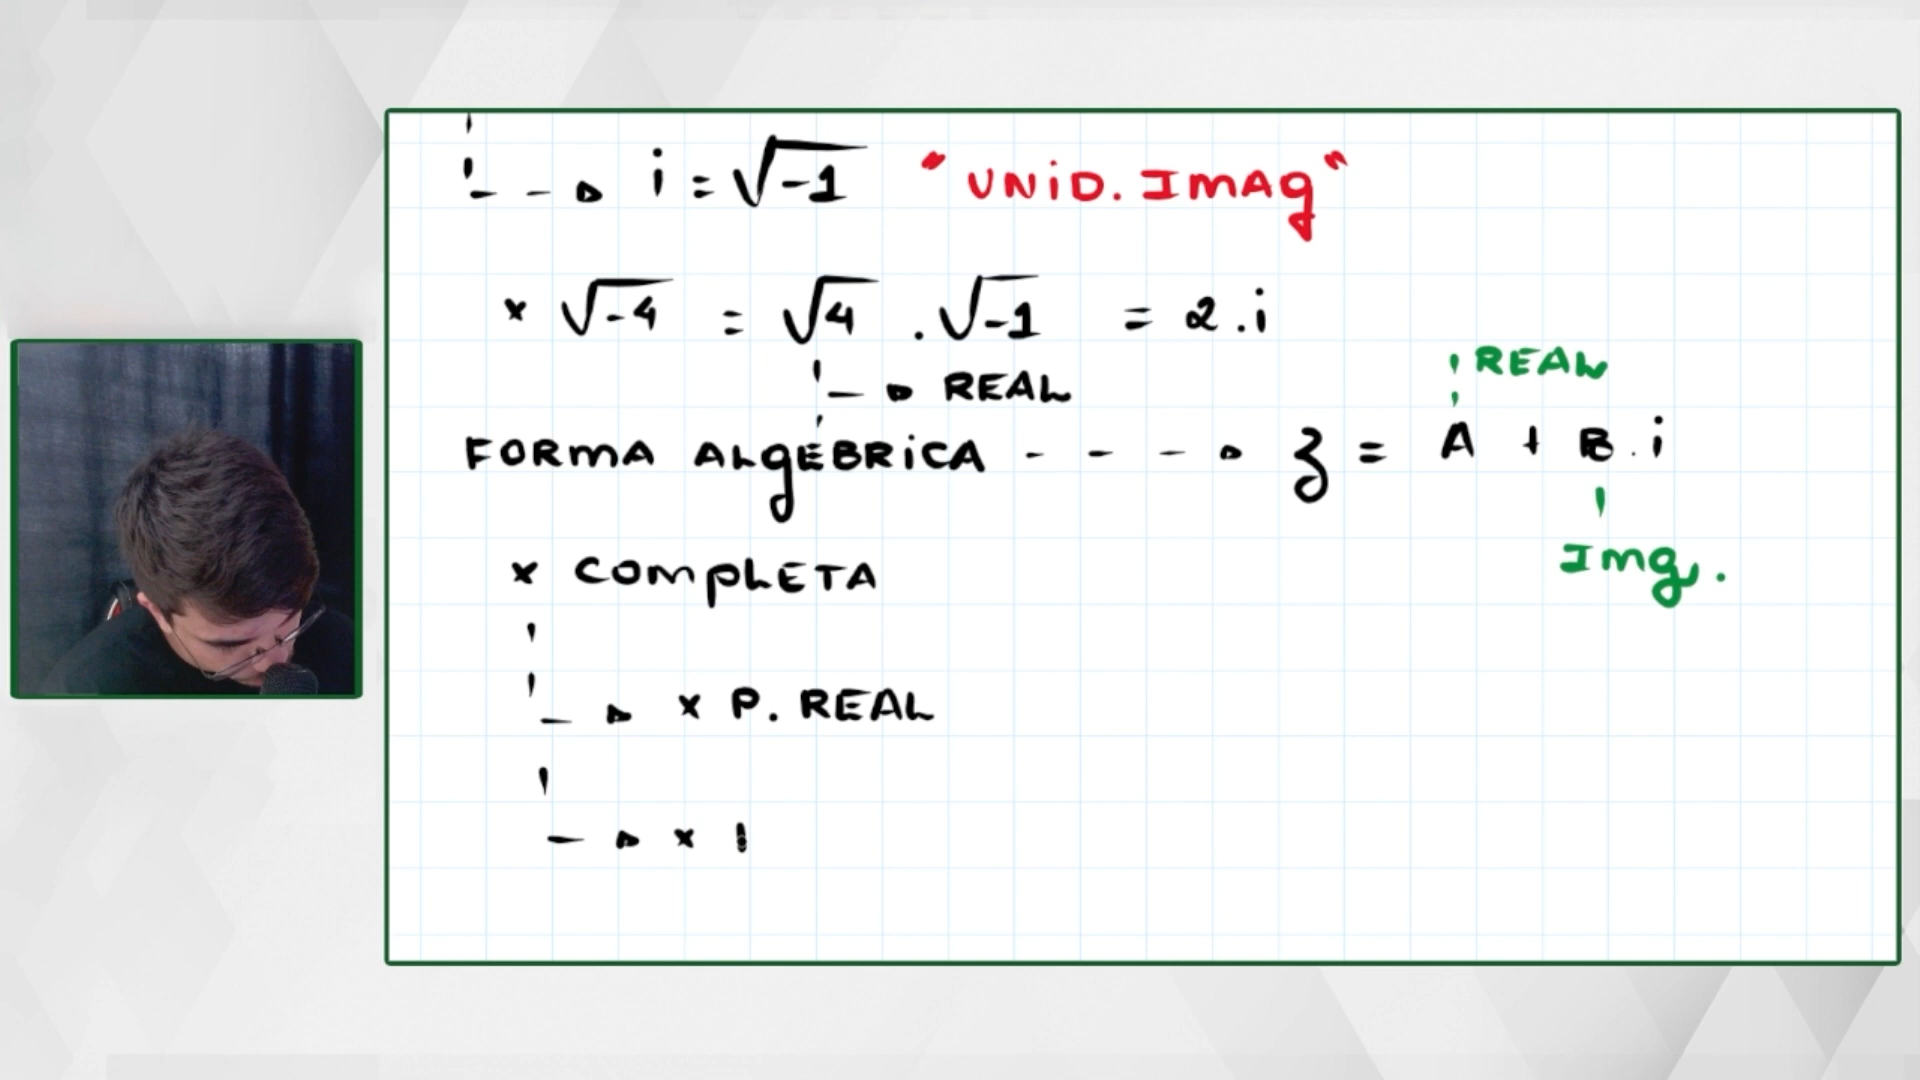 i = √-1 "UNID. IMAG"
× √-4 = √4 . √-1 = 2.i
REAL
REAL
FORMA ALGÉBRICA - - - - z = A + B.i
Img.
× COMPLETA
× P. REAL
×